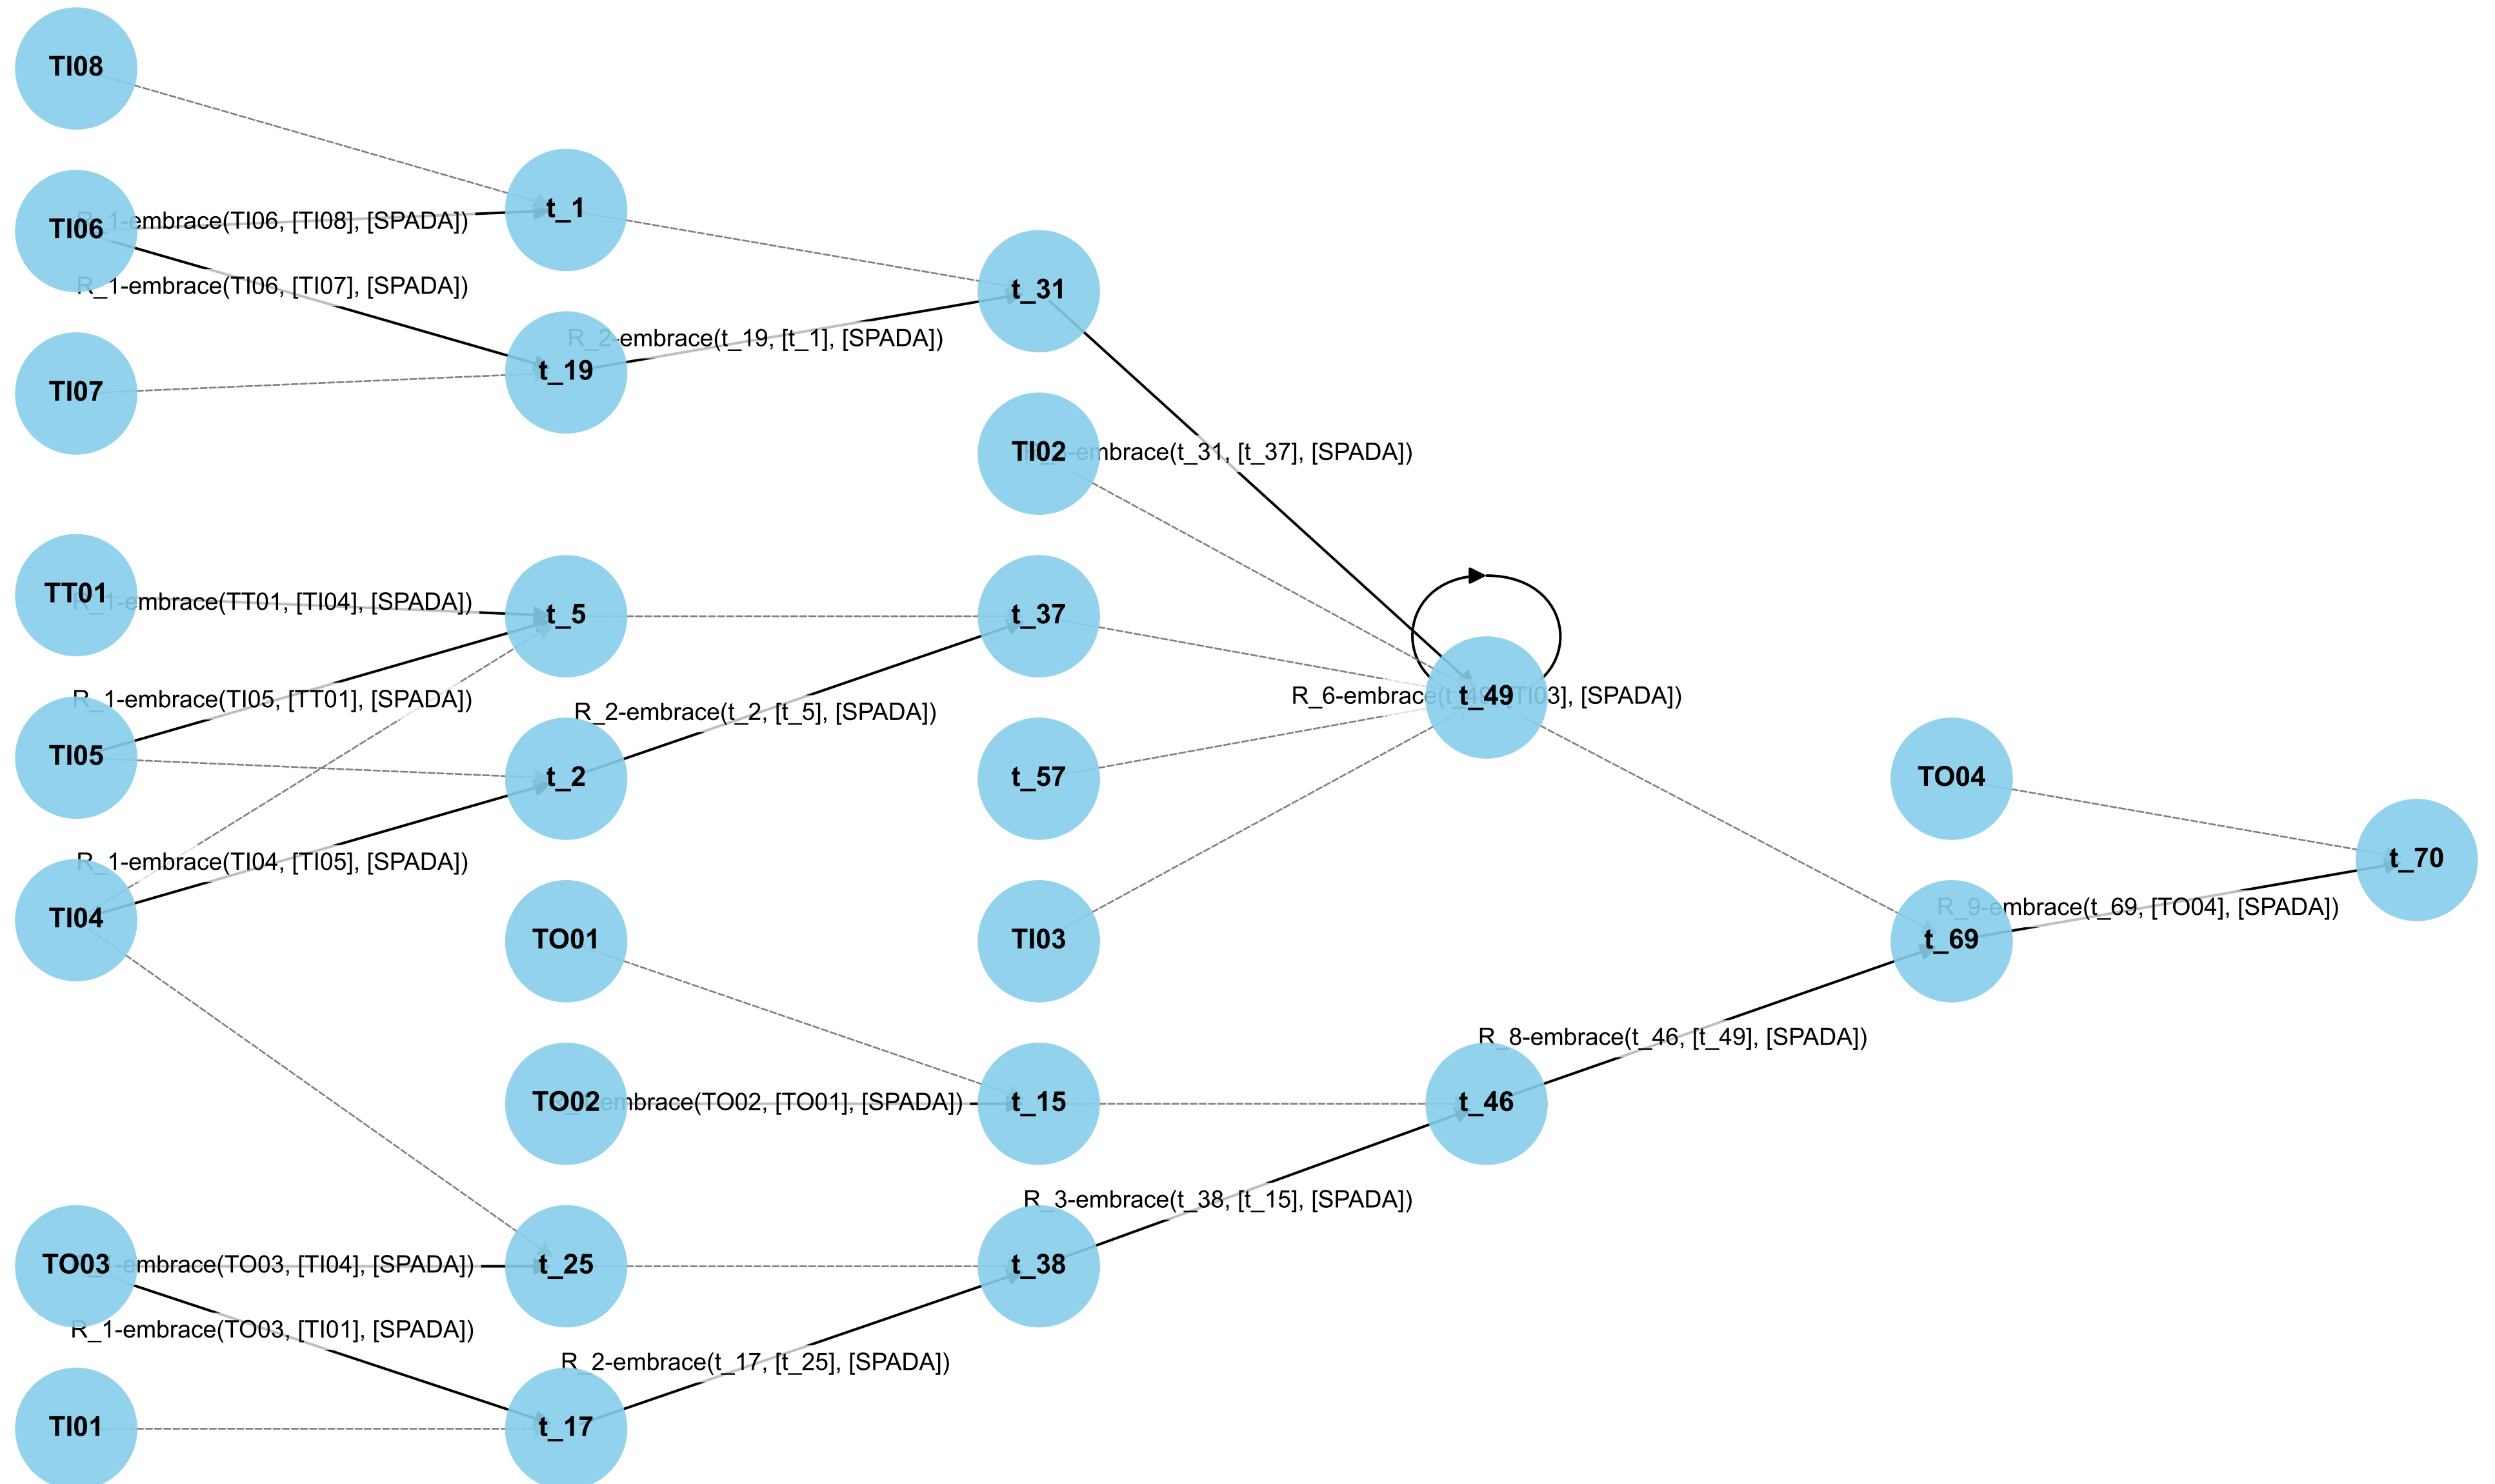 TI08
TI06
_1-embrace(TI06, [TI08], [SPADA])
t_1
R_1-embrace(TI06, [TI07], [SPADA])
t_31
R_2-embrace(t_19, [t_1], [SPADA])
TI07
t_19
TI02
embrace(t_31, [t_37], [SPADA])
TT01
R_1-embrace(TT01, [TI04], [SPADA])
t_5
t_37
R_1-embrace(TI05, [TT01], [SPADA])
R_6-embrace(t_49, [TI03], [SPADA])
t_49
R_2-embrace(t_2, [t_5], [SPADA])
TI05
t_2
t_57
TO04
R_1-embrace(TI04, [TI05], [SPADA])
t_70
TI04
TO01
TI03
R_9-embrace(t_69, [TO04], [SPADA])
t_69
R_8-embrace(t_46, [t_49], [SPADA])
TO02
embrace(TO02, [TO01], [SPADA])
t_15
t_46
R_3-embrace(t_38, [t_15], [SPADA])
TO03
-embrace(TO03, [TI04], [SPADA])
t_25
t_38
R_1-embrace(TO03, [TI01], [SPADA])
R_2-embrace(t_17, [t_25], [SPADA])
TI01
t_17